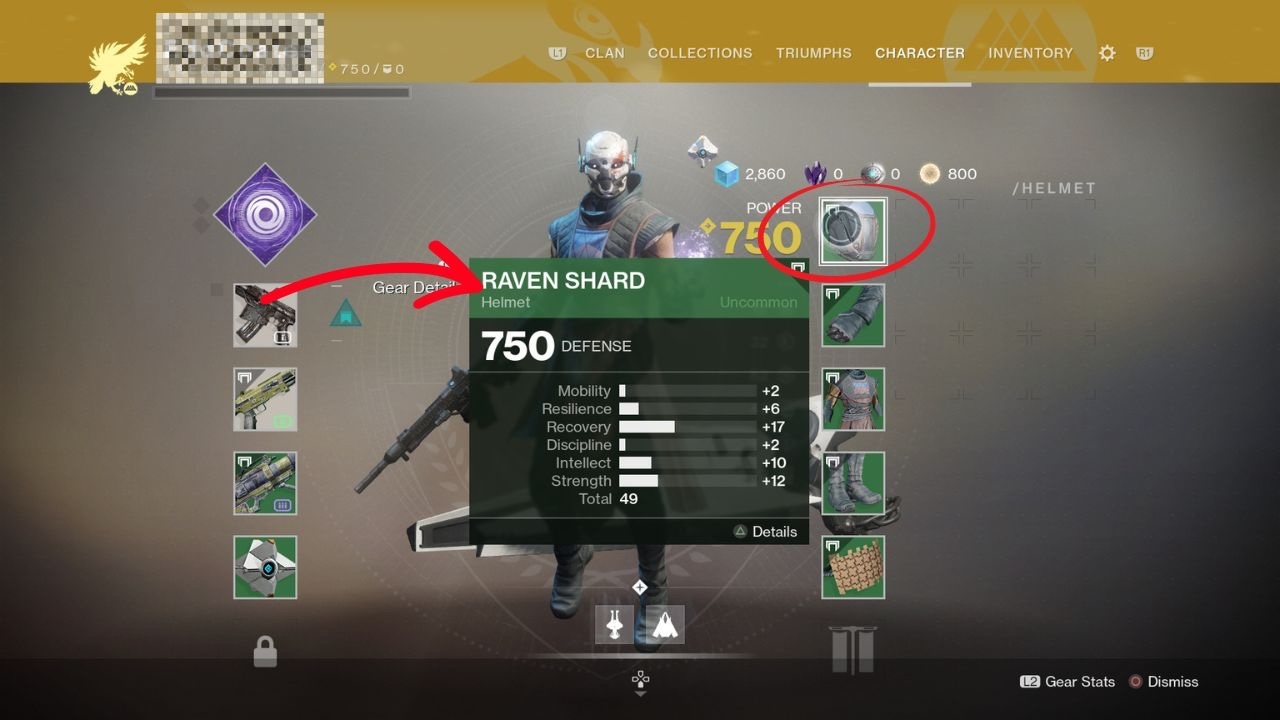 L1 CLAN COLLECTIONS TRIUMPHS CHARACTER INVENTORY R1
750 / 0
2,860 0 0 800
/HELMET
POWER
750
Gear Detail
RAVEN SHARD
Helmet Uncommon
750 DEFENSE
Mobility +2
Resilience +6
Recovery +17
Discipline +2
Intellect +10
Strength +12
Total 49
Details
L2 Gear Stats Dismiss